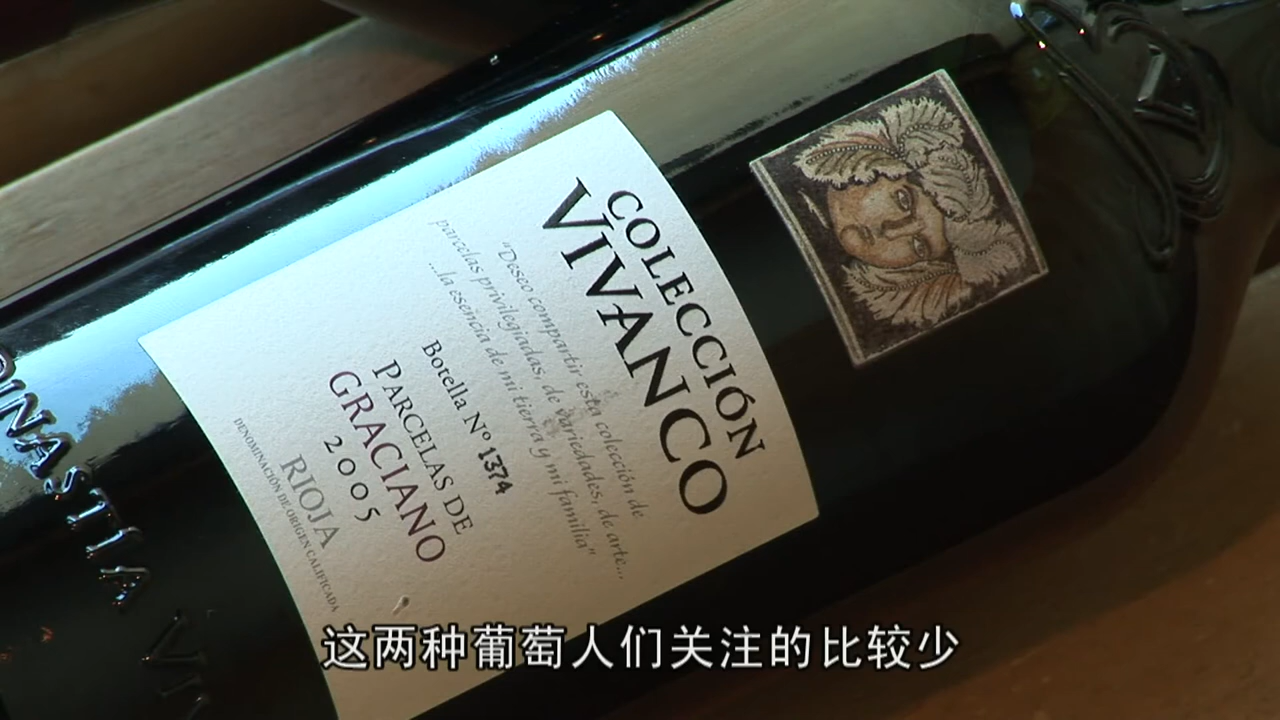 COLECCIÓN
VIVANCO
"Deseo compartir esta colección de
parcelas privilegiadas, de variedades, de arte...
...la esencia de mi tierra y mi familia"
Botella Nº 1374
PARCELAS DE
GRACIANO
2005
RIOJA
DENOMINACIÓN DE ORIGEN CALIFICADA
DINASTÍA VI
这两种葡萄人们关注的比较少